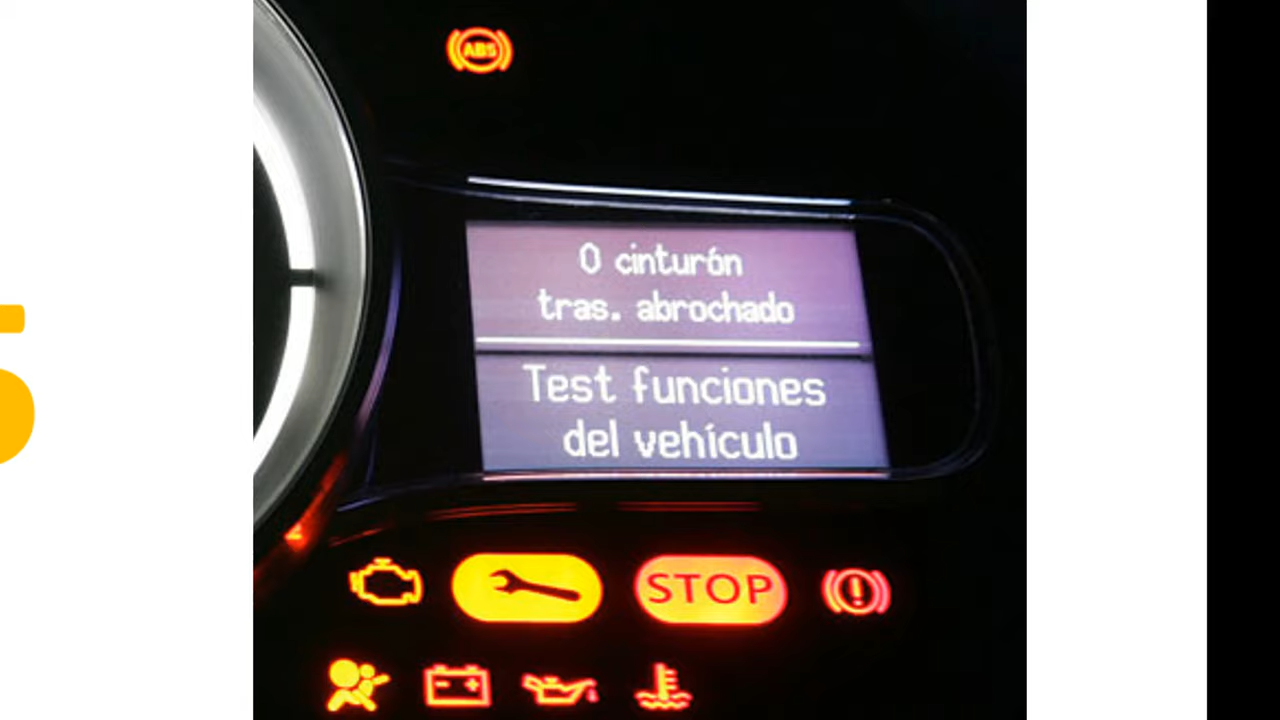 ABS
0 cinturón
tras. abrochado
Test funciones
del vehículo
STOP